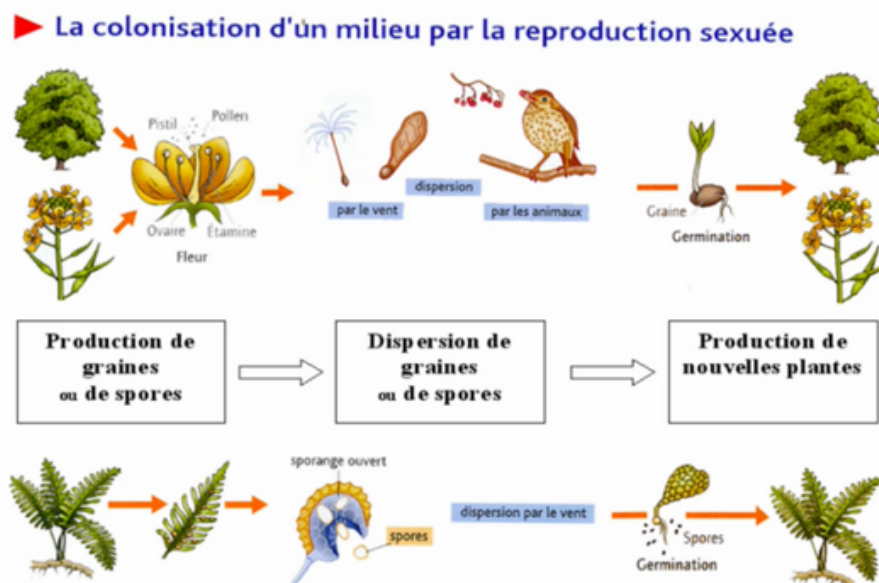 La colonisation d'un milieu par la reproduction sexuée
Pistil
Pollen
Ovaire
Étamine
Fleur
dispersion
par le vent
par les animaux
Graine
Germination
Production de
graines
ou de spores
Dispersion de
graines
ou de spores
Production de
nouvelles plantes
sporange ouvert
spores
dispersion par le vent
Spores
Germination